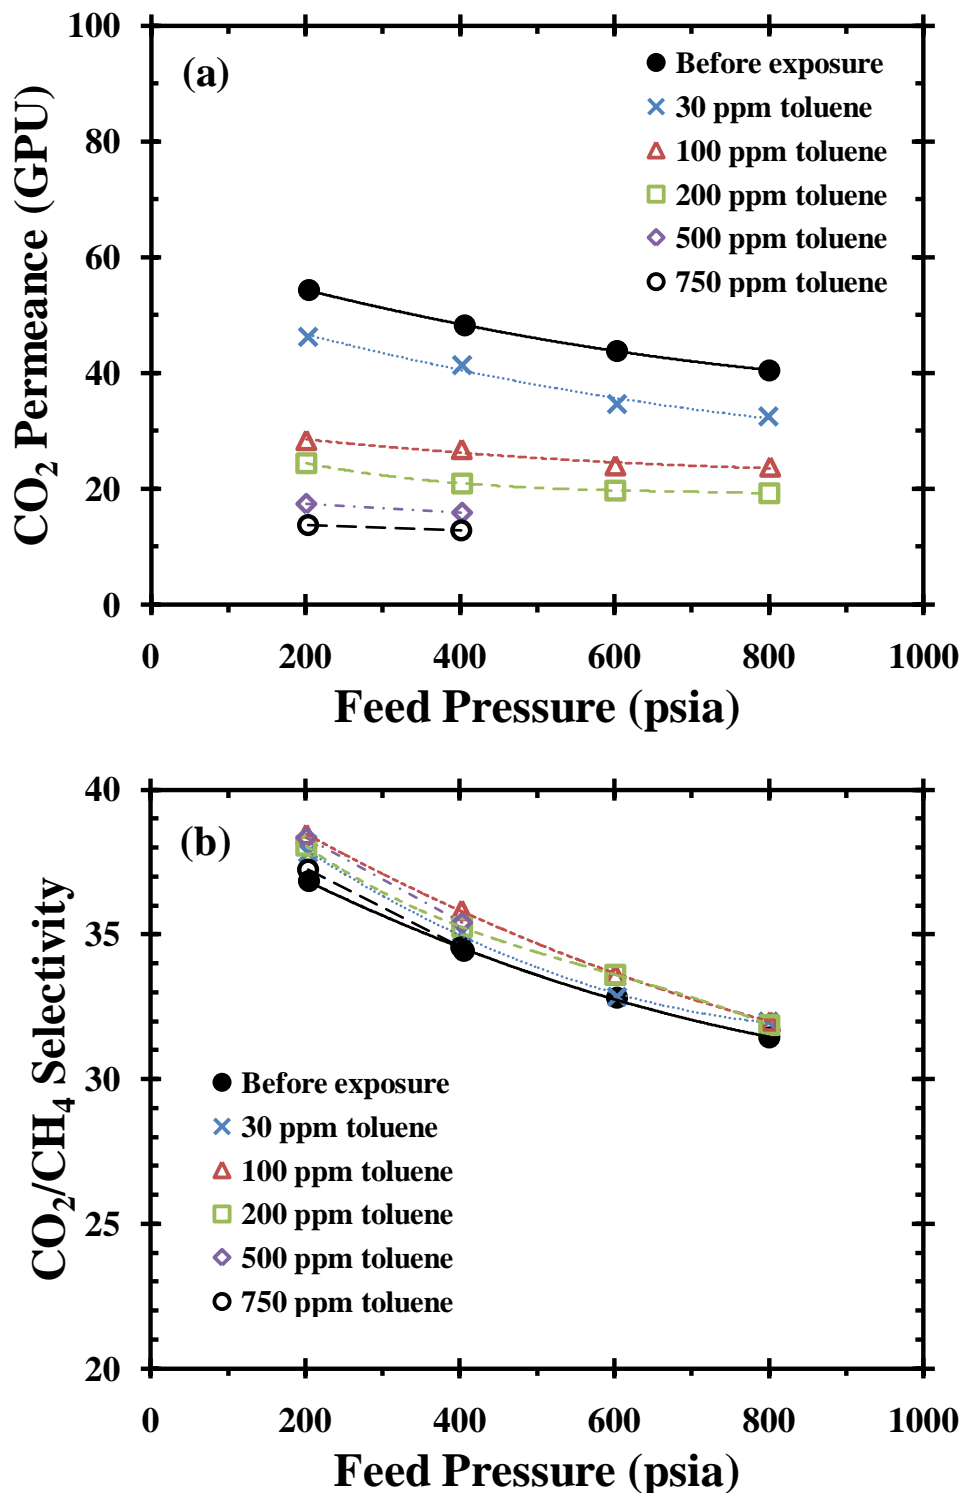 100
80
60
40
20
0
CO₂ Permeance (GPU)
(a)
Before exposure
30 ppm toluene
100 ppm toluene
200 ppm toluene
500 ppm toluene
750 ppm toluene
0 200 400 600 800 1000
Feed Pressure (psia)
40
35
30
25
20
CO₂/CH₄ Selectivity
(b)
Before exposure
30 ppm toluene
100 ppm toluene
200 ppm toluene
500 ppm toluene
750 ppm toluene
0 200 400 600 800 1000
Feed Pressure (psia)